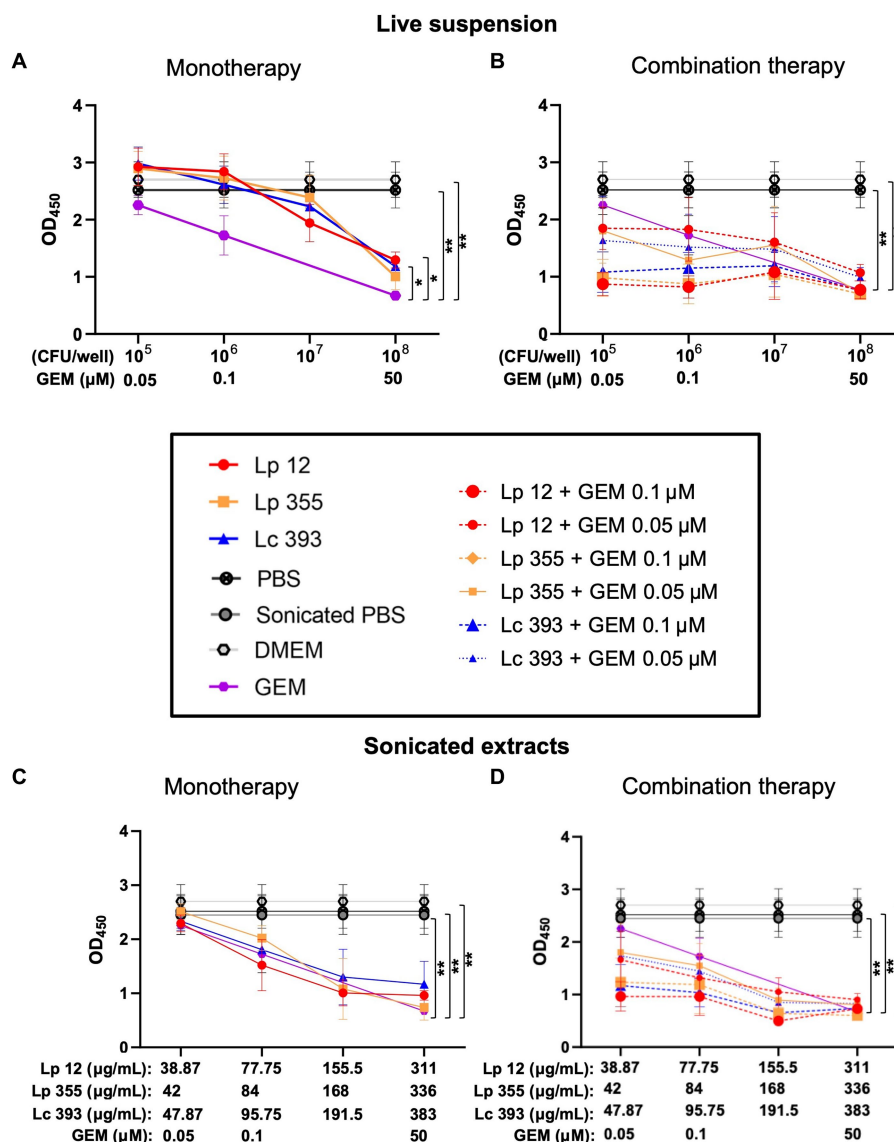 Live suspension
A
Monotherapy
B
Combination therapy
4
3
2
1
0
OD450
** ** * *
10^5 10^6 10^7 10^8
(CFU/well)
GEM (µM) 0.05 0.1 50
4
3
2
1
0
OD450
** **
10^5 10^6 10^7 10^8
(CFU/well)
GEM (µM) 0.05 0.1 50
Lp 12
Lp 355
Lc 393
PBS
Sonicated PBS
DMEM
GEM
Lp 12 + GEM 0.1 µM
Lp 12 + GEM 0.05 µM
Lp 355 + GEM 0.1 µM
Lp 355 + GEM 0.05 µM
Lc 393 + GEM 0.1 µM
Lc 393 + GEM 0.05 µM
Sonicated extracts
C
Monotherapy
D
Combination therapy
4
3
2
1
0
OD450
** ** **
Lp 12 (µg/mL): 38.87 77.75 155.5 311
Lp 355 (µg/mL): 42 84 168 336
Lc 393 (µg/mL): 47.87 95.75 191.5 383
GEM (µM): 0.05 0.1 50
4
3
2
1
0
OD450
** **
Lp 12 (µg/mL): 38.87 77.75 155.5 311
Lp 355 (µg/mL): 42 84 168 336
Lc 393 (µg/mL): 47.87 95.75 191.5 383
GEM (µM): 0.05 0.1 50